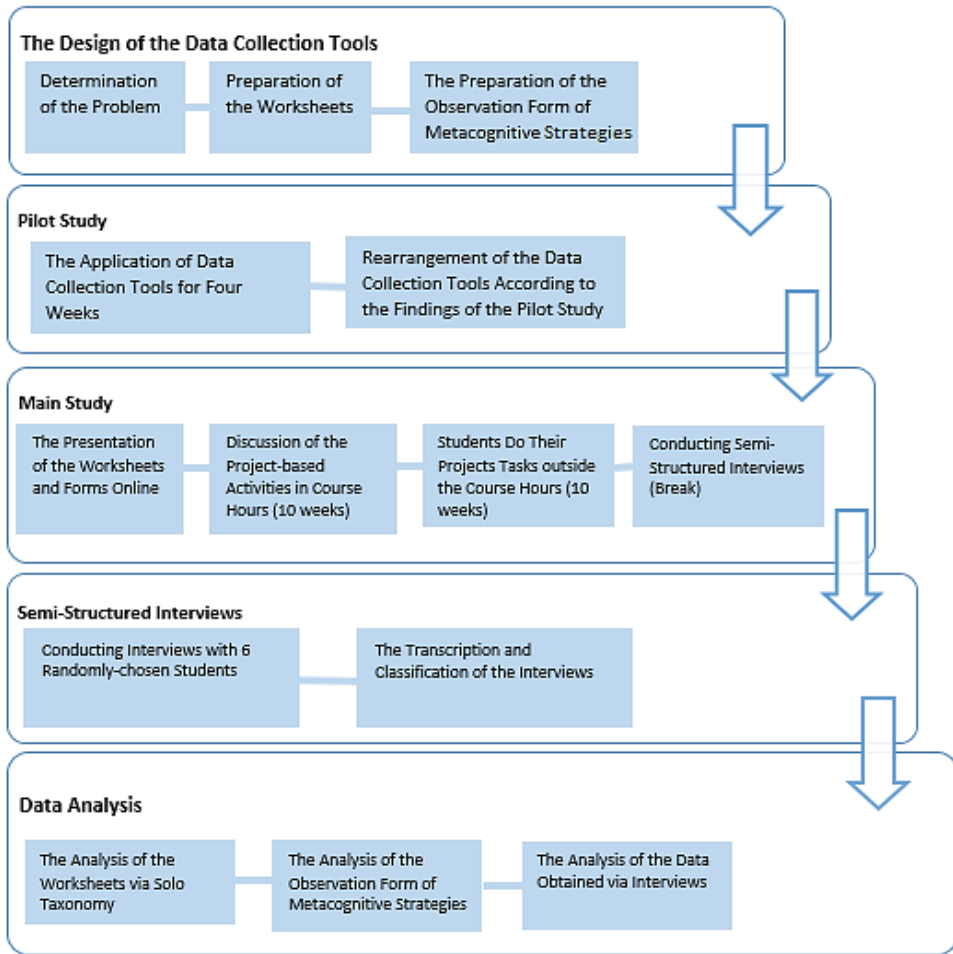 The Design of the Data Collection Tools
Determination
of the Problem
Preparation of
the Worksheets
The Preparation of the
Observation Form of
Metacognitive Strategies
Pilot Study
The Application of Data
Collection Tools for Four
Weeks
Rearrangement of the Data
Collection Tools According to
the Findings of the Pilot Study
Main Study
The Presentation
of the Worksheets
and Forms Online
Discussion of the
Project-based
Activities in Course
Hours (10 weeks)
Students Do Their
Projects Tasks outside
the Course Hours (10
weeks)
Conducting Semi-
Structured Interviews
(Break)
Semi-Structured Interviews
Conducting Interviews with 6
Randomly-chosen Students
The Transcription and
Classification of the Interviews
Data Analysis
The Analysis of the
Worksheets via Solo
Taxonomy
The Analysis of the
Observation Form of
Metacognitive Strategies
The Analysis of the Data
Obtained via Interviews